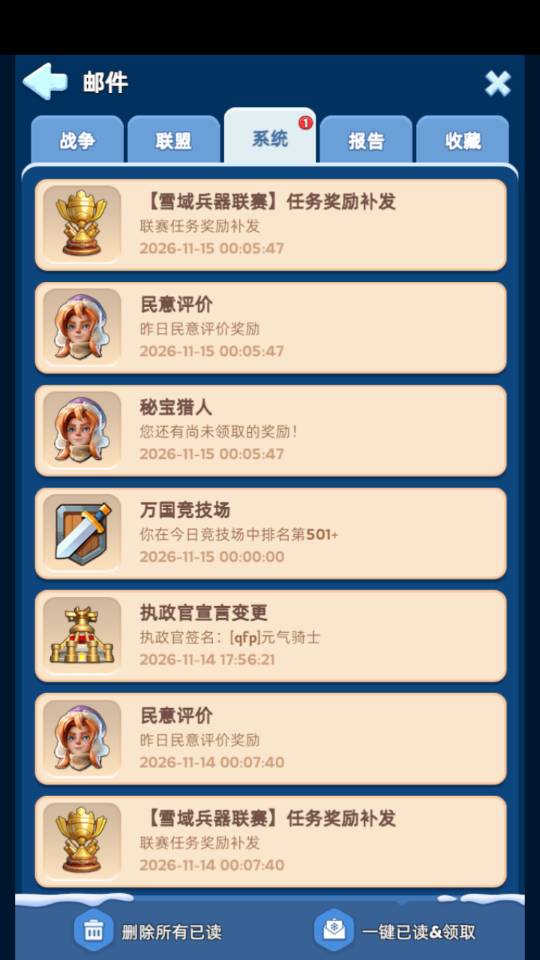 邮件
战争
联盟
系统
1
报告
收藏
【雪域兵器联赛】任务奖励补发
联赛任务奖励补发
2026-11-15 00:05:47
民意评价
昨日民意评价奖励
2026-11-15 00:05:47
秘宝猎人
您还有尚未领取的奖励！
2026-11-15 00:05:47
万国竞技场
你在今日竞技场中排名第501+
2026-11-15 00:00:00
执政官宣言变更
执政官签名：[qfp]元气骑士
2026-11-14 17:56:21
民意评价
昨日民意评价奖励
2026-11-14 00:07:40
【雪域兵器联赛】任务奖励补发
联赛任务奖励补发
2026-11-14 00:07:40
删除所有已读
一键已读&领取